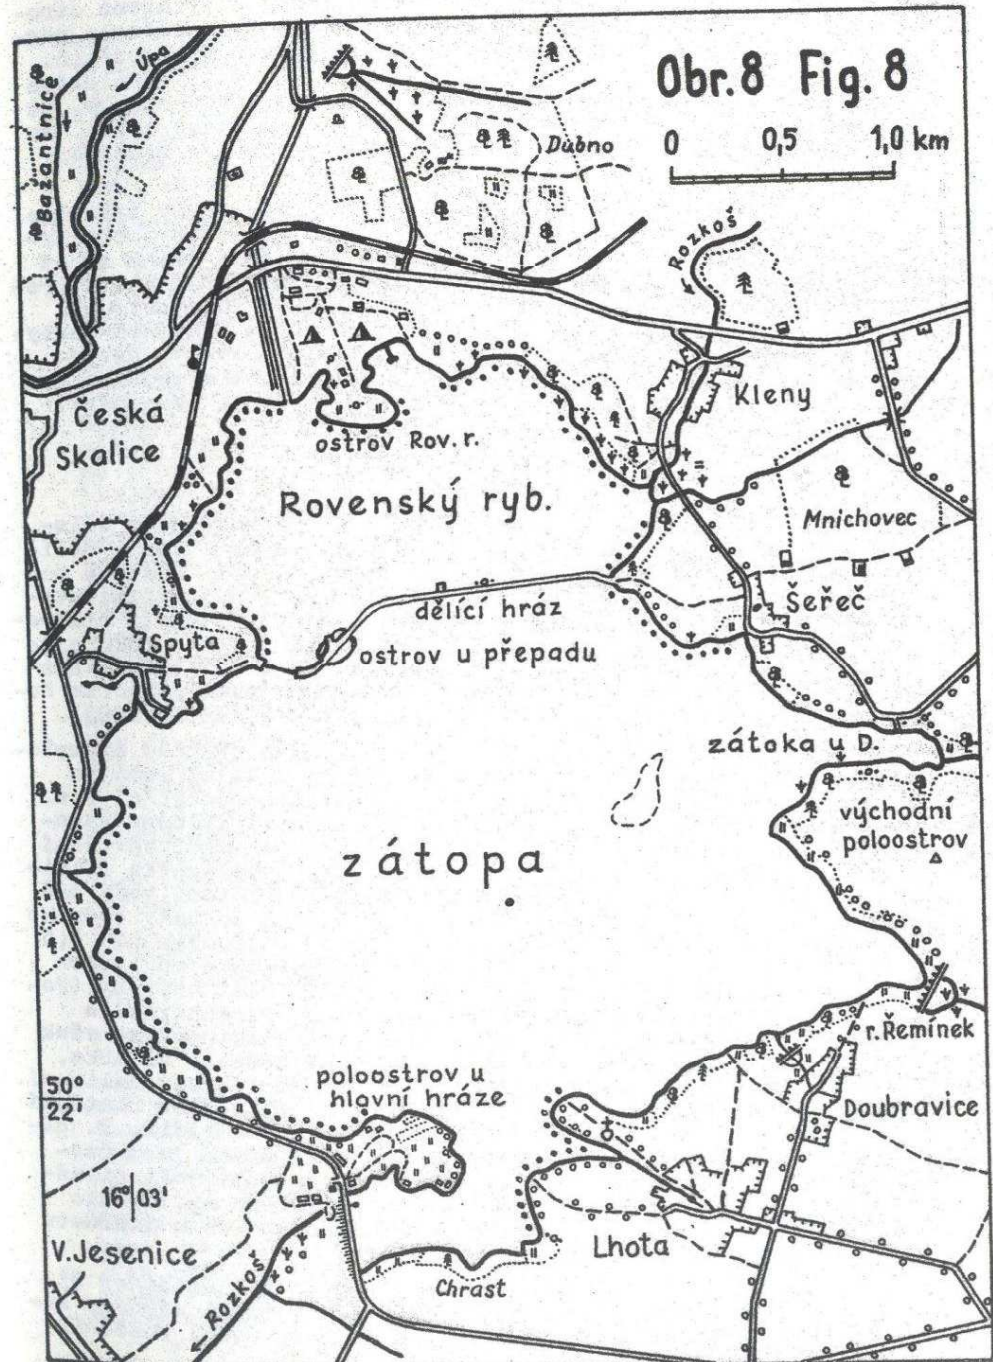 Obr. 8 Fig. 8
0 0,5 1,0 km
Bažantnice
Úpa
Dubno
Rozkoš
Česká
Skalice
ostrov Rov. r.
Kleny
Rovenský ryb.
Mnichovec
dělící hráz
Šeřeč
Spyta
ostrov u přepadu
zátoka u D.
východní
poloostrov
zátopa
r. Řemínek
50°
22'
poloostrov u
hlavní hráze
Doubravice
16° 03'
V. Jesenice
Rozkoš
Lhota
Chrast